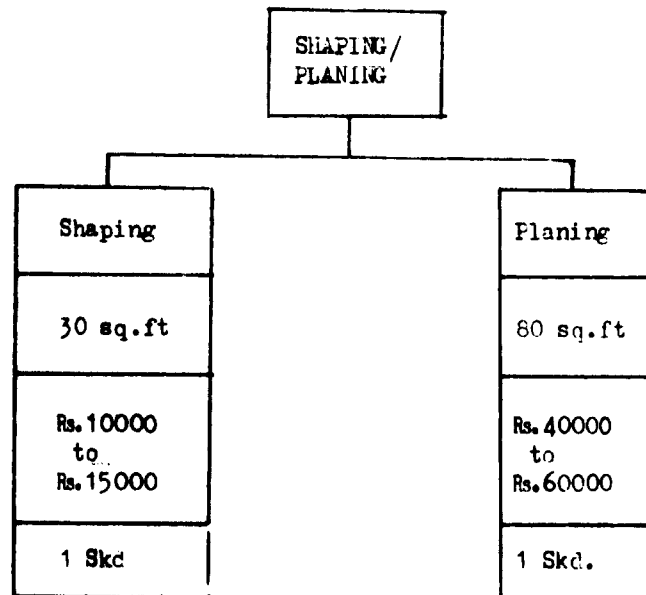 SHAPING/
PLANING
Shaping
30 sq.ft
Rs.10000
to
Rs.15000
1 Skd
Planing
80 sq.ft
Rs.40000
to
Rs.60000
1 Skd.